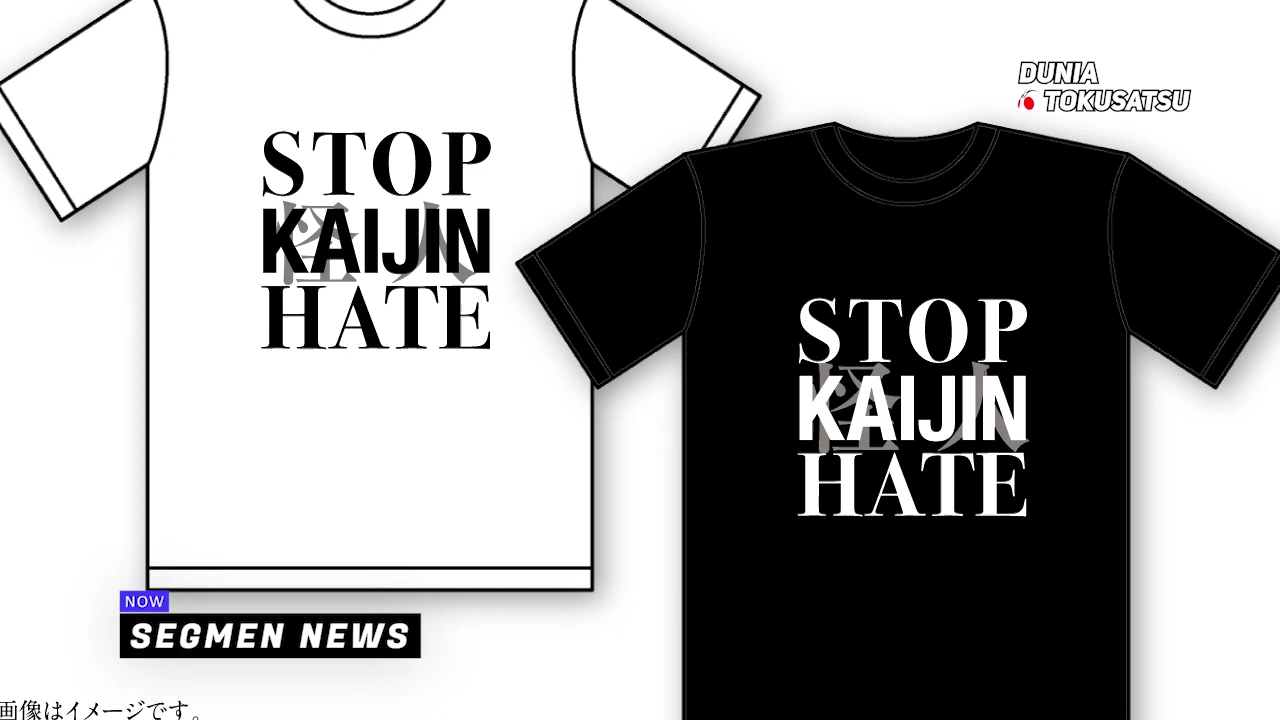 STOP
怪人
KAIJIN
HATE
DUNIA
TOKUSATSU
STOP
怪人
KAIJIN
HATE
NOW
SEGMEN NEWS
画像はイメージです。